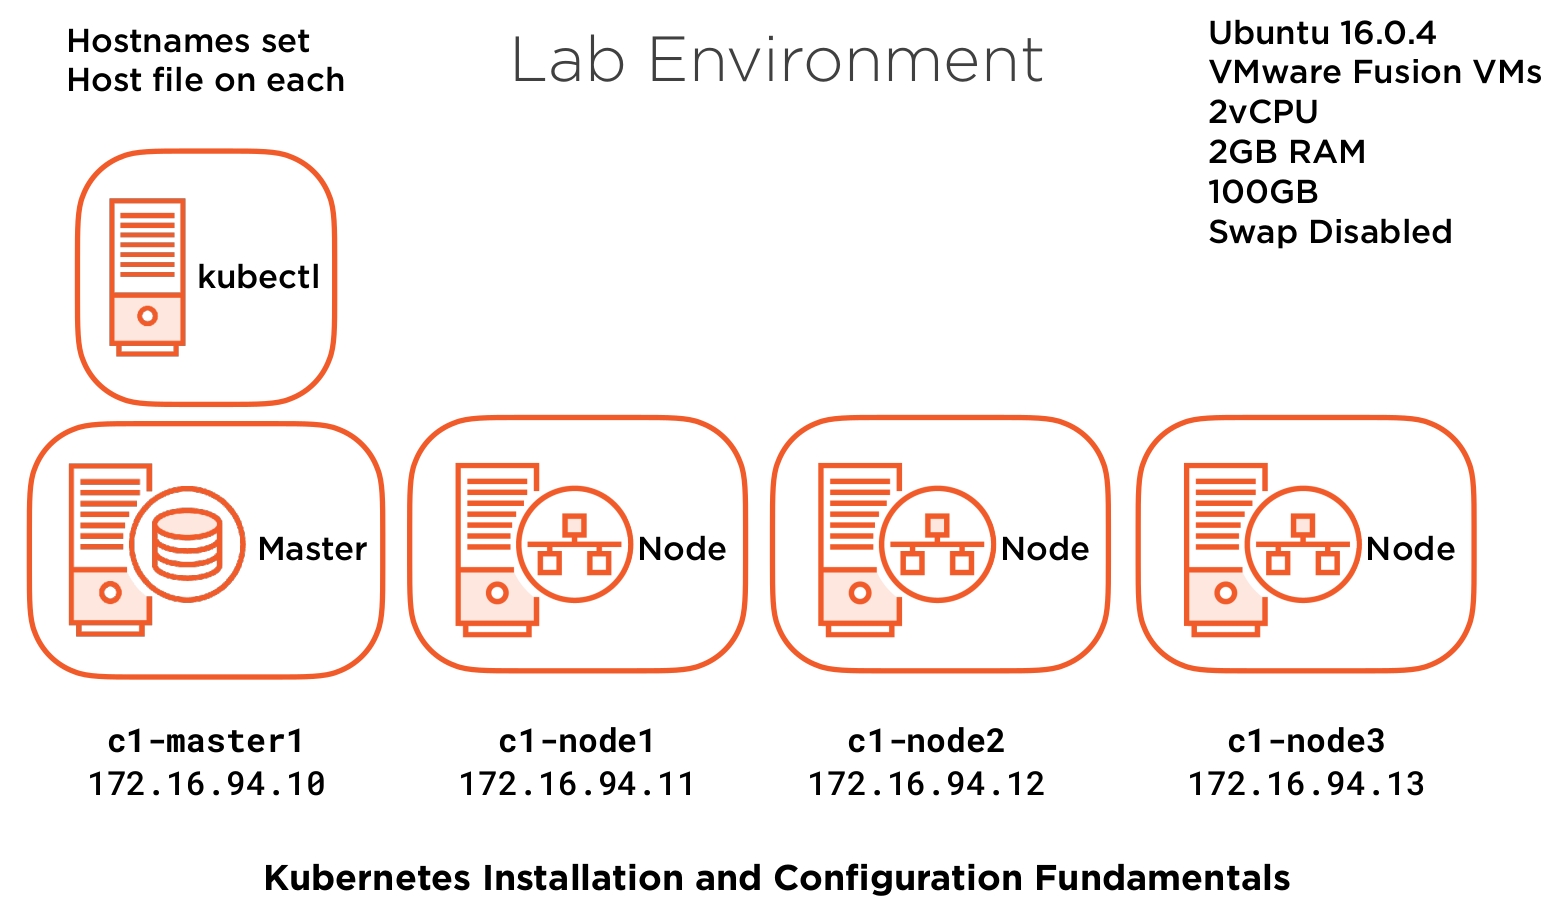 Hostnames set
Host file on each
Lab Environment
Ubuntu 16.0.4
VMware Fusion VMs
2vCPU
2GB RAM
100GB
Swap Disabled
kubectl
Master
Node
Node
Node
c1-master1
172.16.94.10
c1-node1
172.16.94.11
c1-node2
172.16.94.12
c1-node3
172.16.94.13
Kubernetes Installation and Configuration Fundamentals